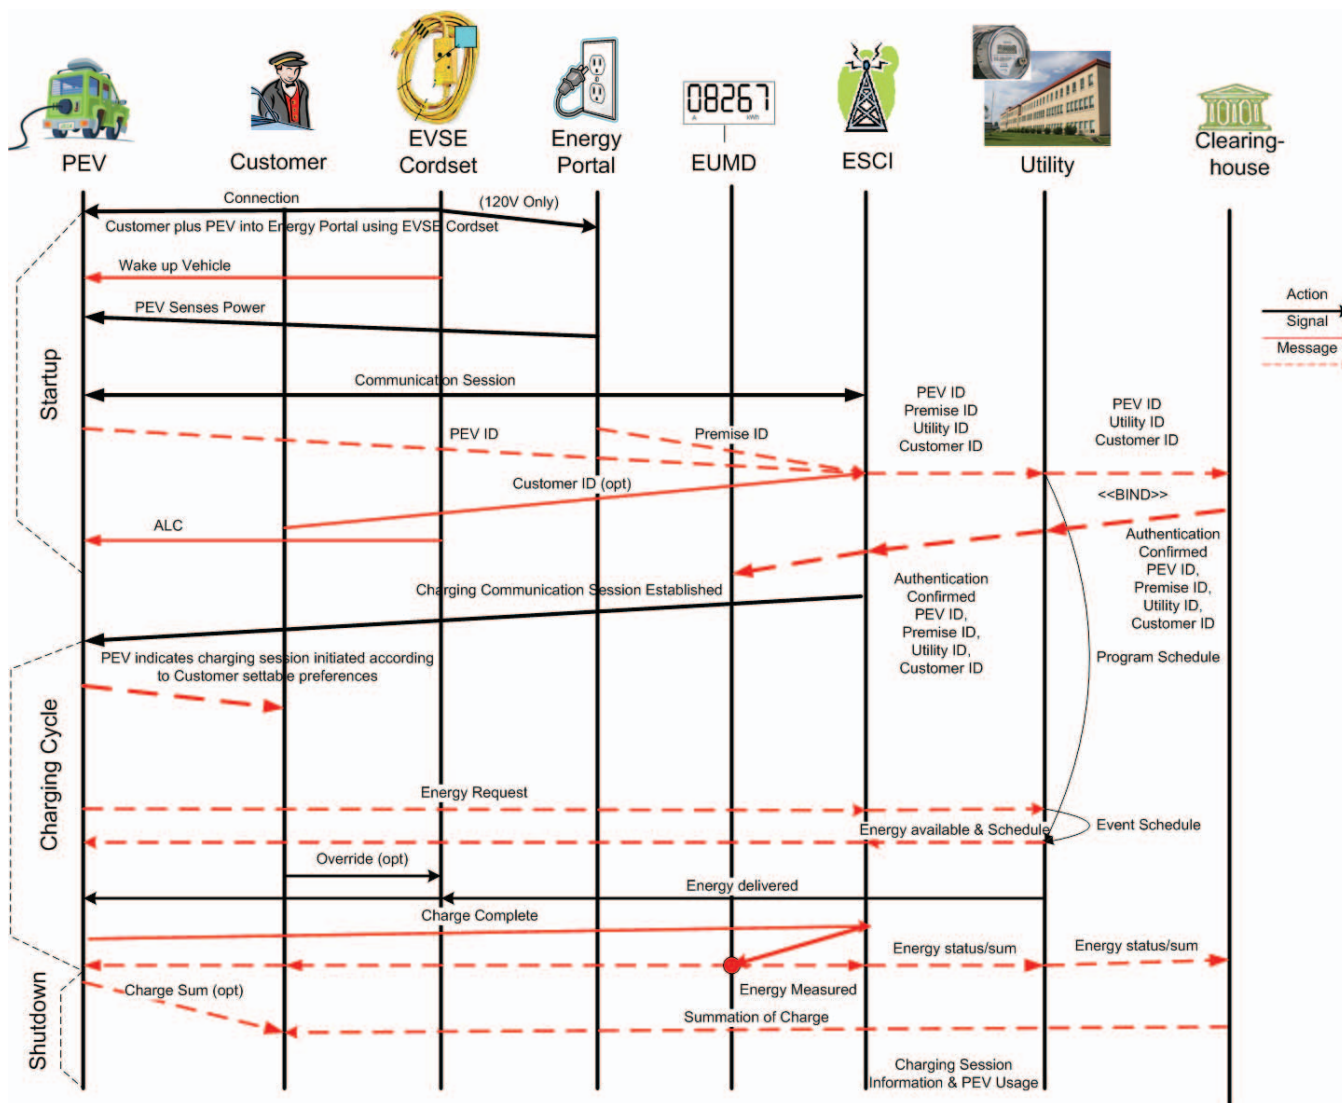 08267
kWh
PEV
Customer
EVSE
Cordset
Energy
Portal
EUMD
ESCI
Utility
Clearing-
house
Connection
(120V Only)
Customer plus PEV into Energy Portal using EVSE Cordset
Wake up Vehicle
PEV Senses Power
Action
Signal
Message
Startup
Communication Session
PEV ID
Premise ID
Utility ID
Customer ID
PEV ID
Utility ID
Customer ID
PEV ID
Premise ID
Customer ID (opt)
<<BIND>>
ALC
Authentication
Confirmed
PEV ID,
Premise ID,
Utility ID,
Customer ID
Charging Communication Session Established
Authentication
Confirmed
PEV ID,
Premise ID,
Utility ID,
Customer ID
Program Schedule
PEV indicates charging session initiated according
to Customer settable preferences
Charging Cycle
Energy Request
Energy available & Schedule
Event Schedule
Override (opt)
Energy delivered
Charge Complete
Energy status/sum
Energy status/sum
Energy Measured
Charge Sum (opt)
Summation of Charge
Shutdown
Charging Session
Information & PEV Usage